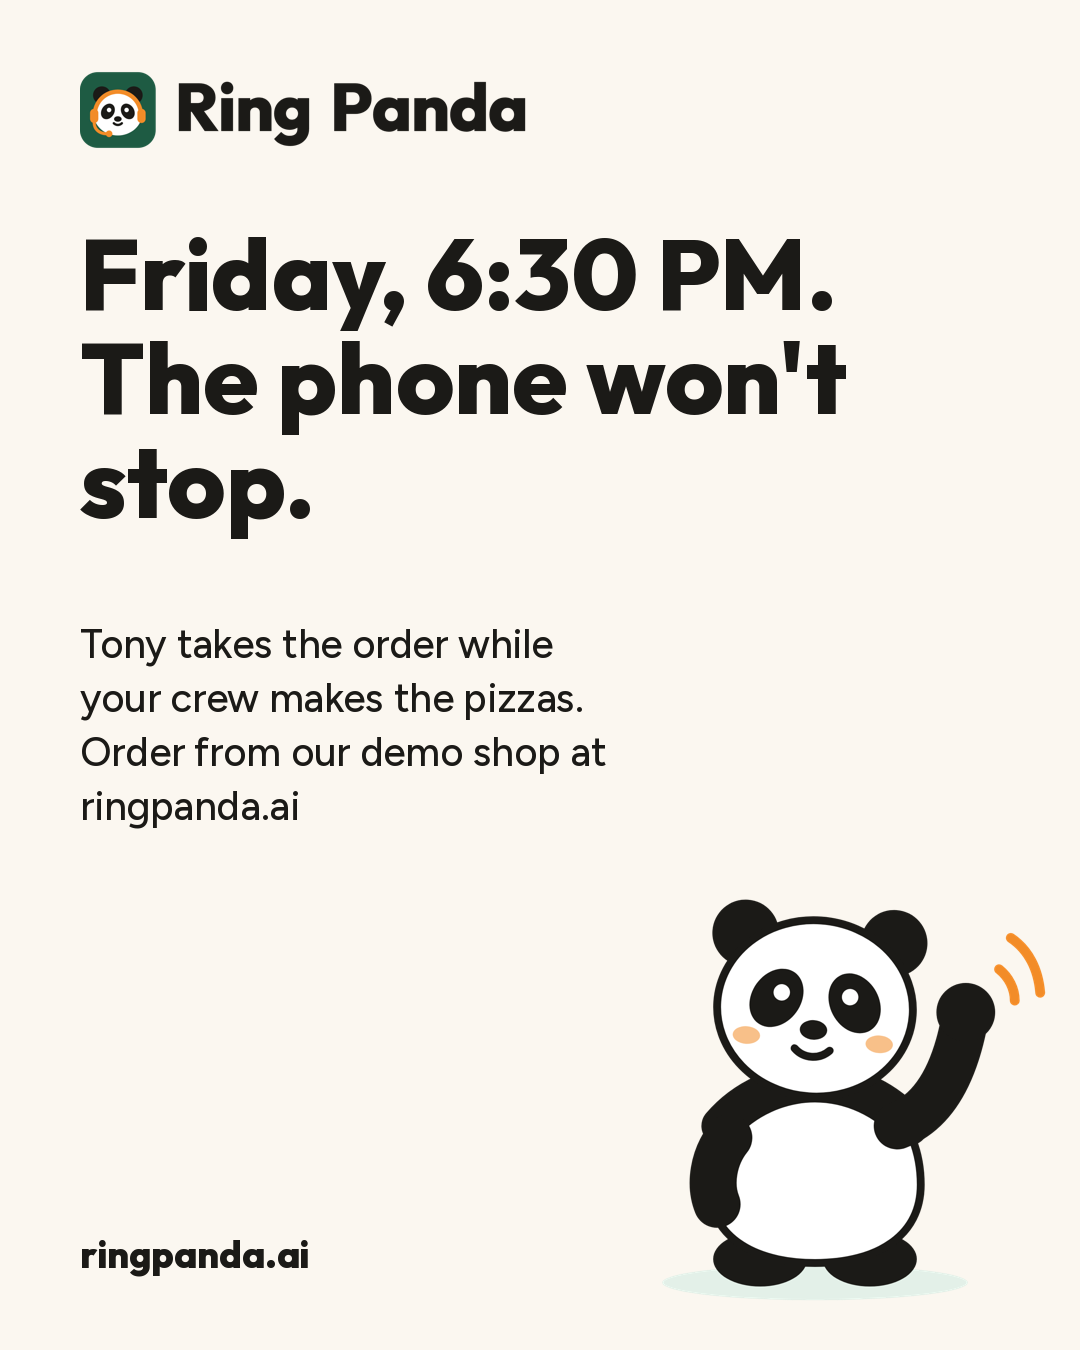 Ring Panda
Friday, 6:30 PM.
The phone won't
stop.
Tony takes the order while
your crew makes the pizzas.
Order from our demo shop at
ringpanda.ai
ringpanda.ai